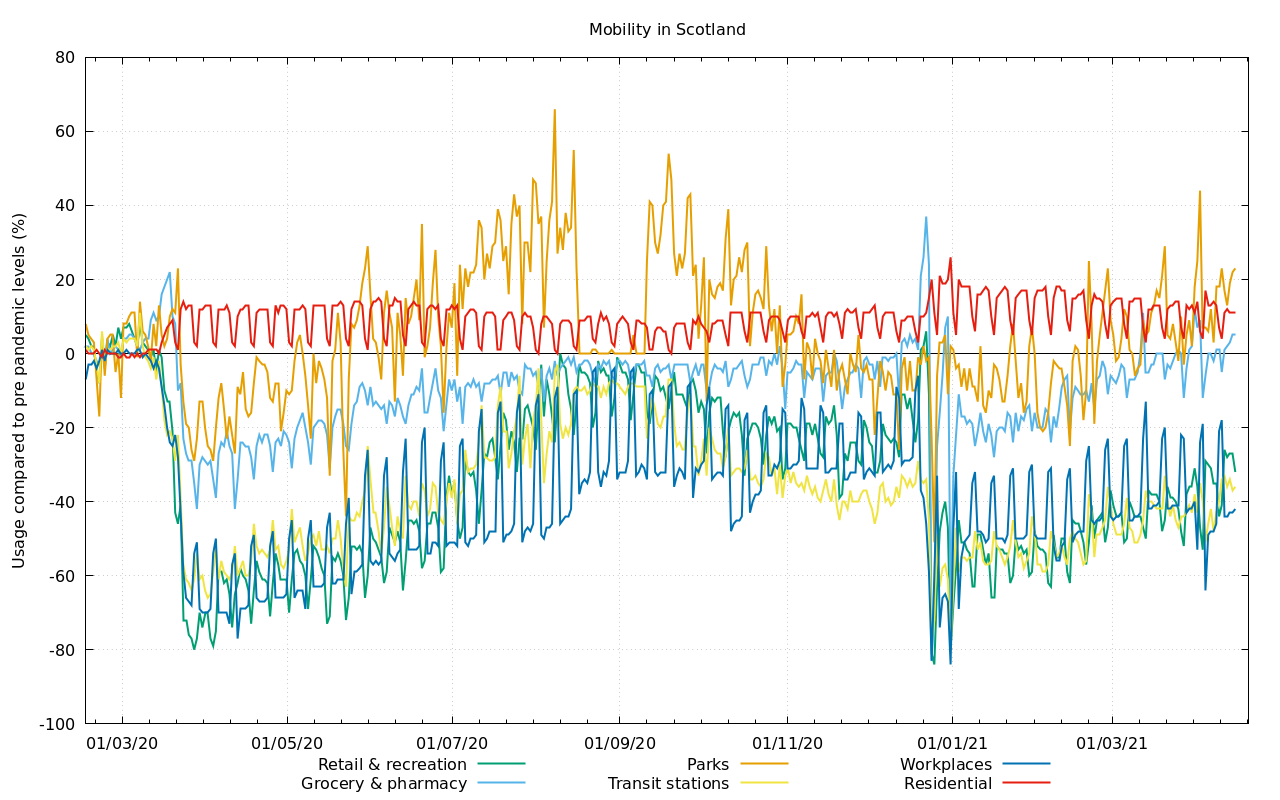 Mobility in Scotland
Usage compared to pre pandemic levels (%)
80
60
40
20
0
-20
-40
-60
-80
-100
01/03/20 01/05/20 01/07/20 01/09/20 01/11/20 01/01/21 01/03/21
Retail & recreation Parks Workplaces
Grocery & pharmacy Transit stations Residential